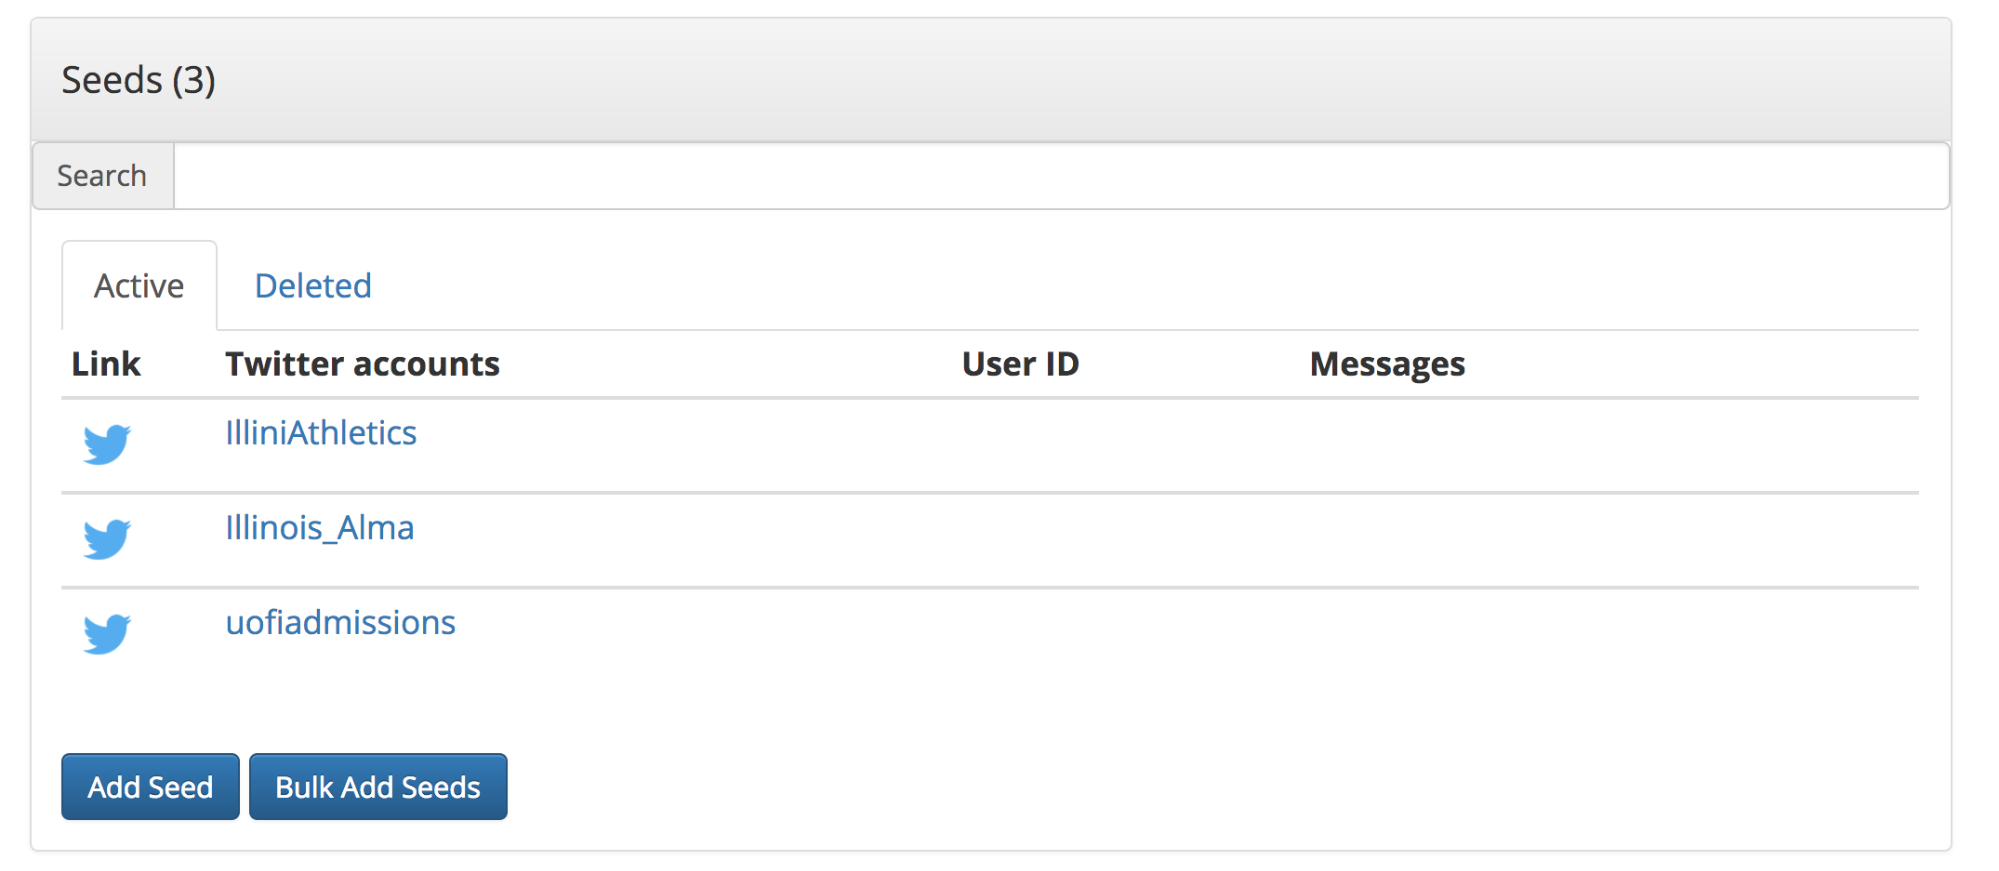 Seeds (3)
Search
Active Deleted
Link Twitter accounts User ID Messages
IlliniAthletics
Illinois_Alma
uofiadmissions
Add Seed Bulk Add Seeds